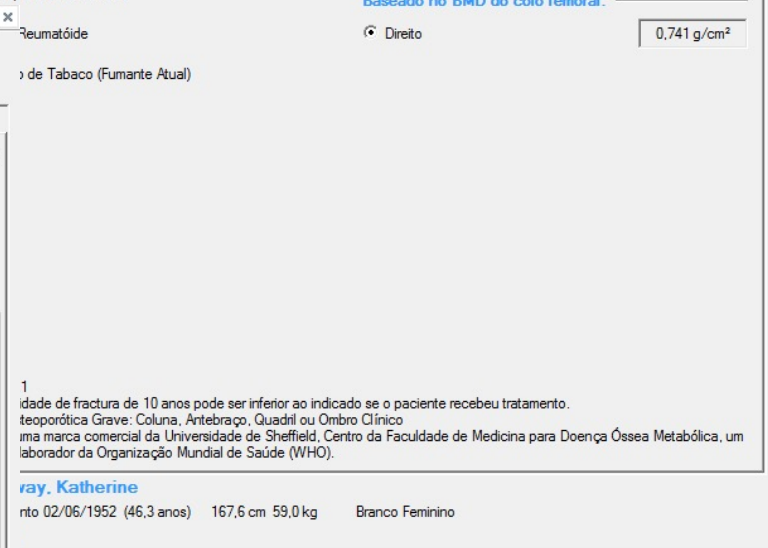 Baseado no BMD do colo femoral:
Reumatóide
Direito
0,741 g/cm²
o de Tabaco (Fumante Atual)
1
idade de fractura de 10 anos pode ser inferior ao indicado se o paciente recebeu tratamento.
teoporótica Grave: Coluna, Antebraço, Quadril ou Ombro Clínico
uma marca comercial da Universidade de Sheffield, Centro da Faculdade de Medicina para Doença Óssea Metabólica, um
laborador da Organização Mundial de Saúde (WHO).
way, Katherine
nto 02/06/1952 (46,3 anos) 167,6 cm 59,0 kg Branco Feminino